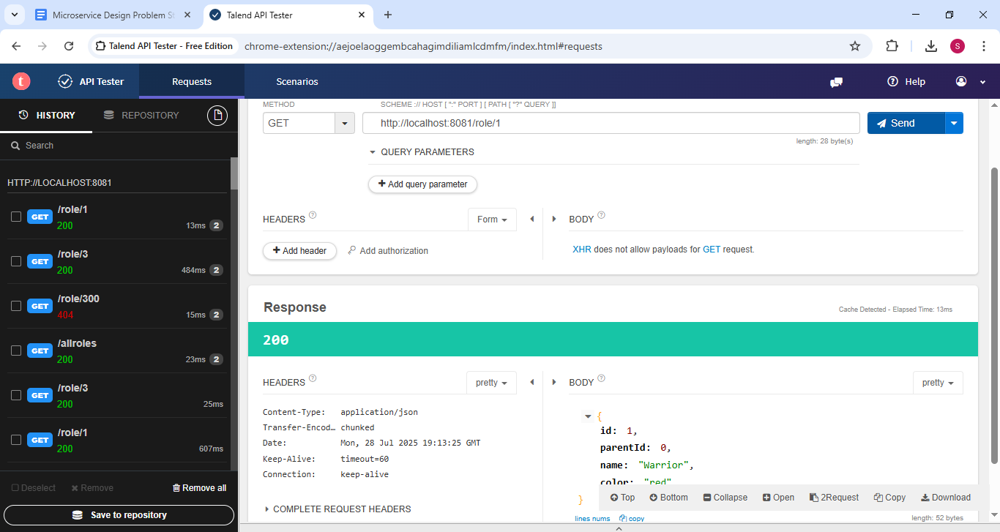 Microservice Design Problem St
Talend API Tester
Talend API Tester - Free Edition
chrome-extension://aejoelaoggembcahagimdiliamlcdmfm/index.html#requests
S
t
API Tester
Requests
Scenarios
Help
HISTORY
REPOSITORY
METHOD
SCHEME :// HOST [ ":" PORT ] [ PATH [ "?" QUERY ]]
GET
http://localhost:8081/role/1
Send
length: 28 byte(s)
Search
QUERY PARAMETERS
Add query parameter
HTTP://LOCALHOST:8081
GET
/role/1
200
13ms
2
GET
/role/3
200
484ms
2
GET
/role/300
404
15ms
2
GET
/allroles
200
23ms
2
GET
/role/3
200
25ms
GET
/role/1
200
607ms
Deselect
Remove
Remove all
Save to repository
HEADERS
Form
BODY
Add header
Add authorization
XHR does not allow payloads for GET request.
Response
Cache Detected - Elapsed Time: 13ms
200
HEADERS
pretty
BODY
pretty
Content-Type: application/json
Transfer-Encod... chunked
Date: Mon, 28 Jul 2025 19:13:25 GMT
Keep-Alive: timeout=60
Connection: keep-alive
COMPLETE REQUEST HEADERS
{
id: 1,
parentId: 0,
name: "Warrior",
color: "red"
}
Top
Bottom
Collapse
Open
2Request
Copy
Download
lines nums
copy
length: 52 bytes